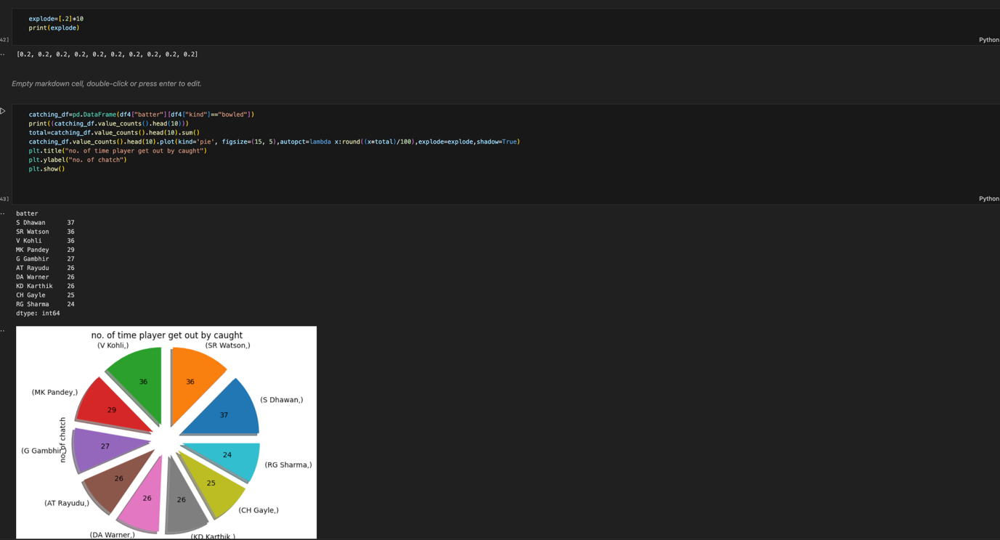 explode=[.2]*10
print(explode)
42]
Python
[0.2, 0.2, 0.2, 0.2, 0.2, 0.2, 0.2, 0.2, 0.2, 0.2]
Empty markdown cell, double-click or press enter to edit.
catching_df=pd.DataFrame(df4["batter"][df4["kind"]=="bowled"])
print((catching_df.value_counts().head(10)))
total=catching_df.value_counts().head(10).sum()
catching_df.value_counts().head(10).plot(kind='pie', figsize=(15, 5),autopct=lambda x:round((x*total)/100),explode=explode,shadow=True)
plt.title("no. of time player get out by caught")
plt.ylabel("no. of chatch")
plt.show()
43]
Python
batter
S Dhawan 37
SR Watson 36
V Kohli 36
MK Pandey 29
G Gambhir 27
AT Rayudu 26
DA Warner 26
KD Karthik 26
CH Gayle 25
RG Sharma 24
dtype: int64
no. of time player get out by caught
(V Kohli,) (SR Watson,)
36 36
(MK Pandey,) (S Dhawan,)
29 37
no. of chatch
(G Gambhir,) 27 24
(RG Sharma,)
26 25
26 26
(AT Rayudu,) (CH Gayle,)
(DA Warner,) (KD Karthik,)